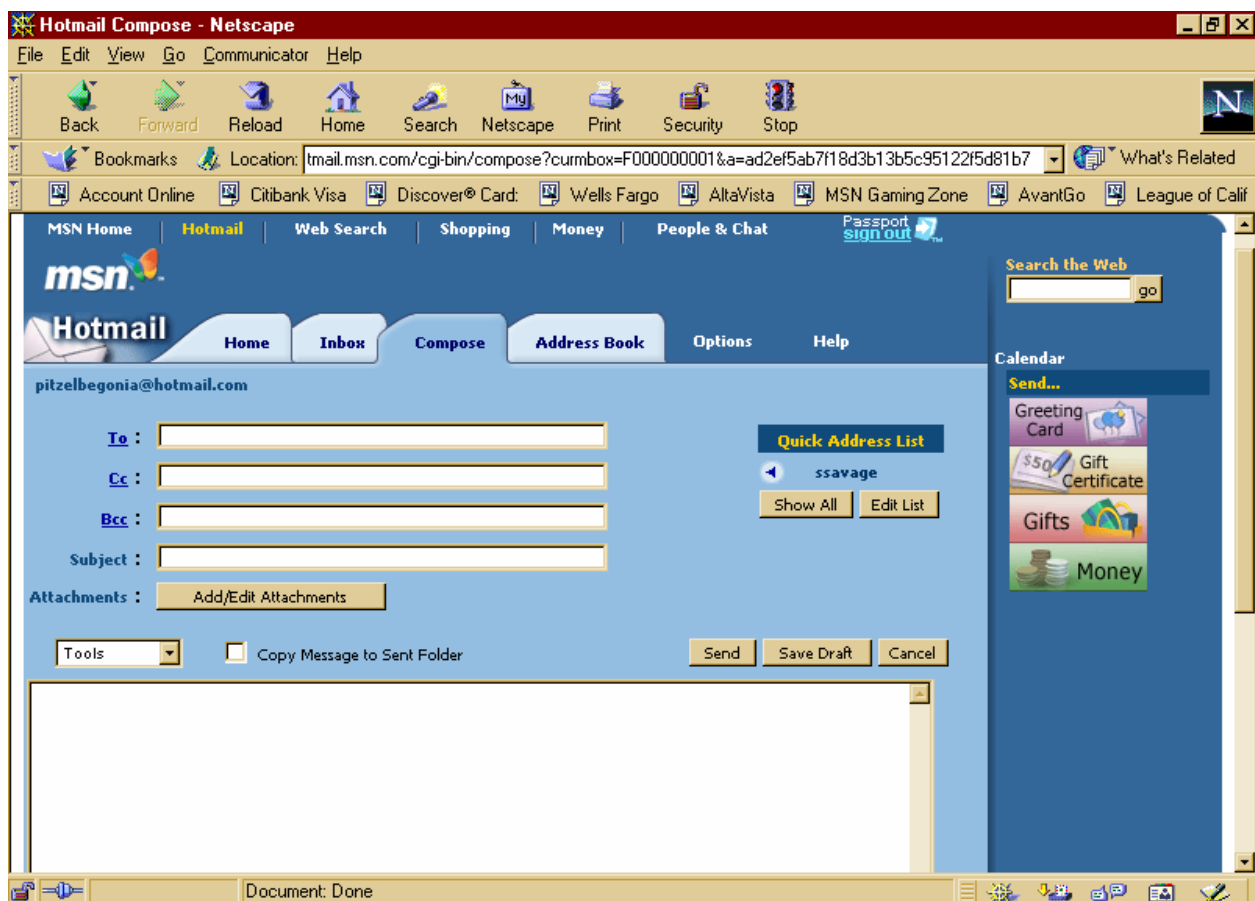 Hotmail Compose - Netscape
File Edit View Go Communicator Help
My
N
Back Forward Reload Home Search Netscape Print Security Stop
Bookmarks Location: tmail.msn.com/cgi-bin/compose?curmbox=F000000001&a=ad2ef5ab7f18d3b13b5c95122f5d81b7 What's Related
Account Online Citibank Visa Discover® Card: Wells Fargo AltaVista MSN Gaming Zone AvantGo League of Calif
MSN Home | Hotmail | Web Search | Shopping | Money | People & Chat Passport
sign out TM
msn
Search the Web
go
Hotmail Home Inbox Compose Address Book Options Help
Calendar
pitzelbegonia@hotmail.com
Send...
To :
Cc :
Bcc :
Subject :
Attachments : Add/Edit Attachments
Quick Address List
ssavage
Show All Edit List
Greeting
Card
$50 Gift
Certificate
Gifts
Money
Tools Copy Message to Sent Folder Send Save Draft Cancel
Document: Done